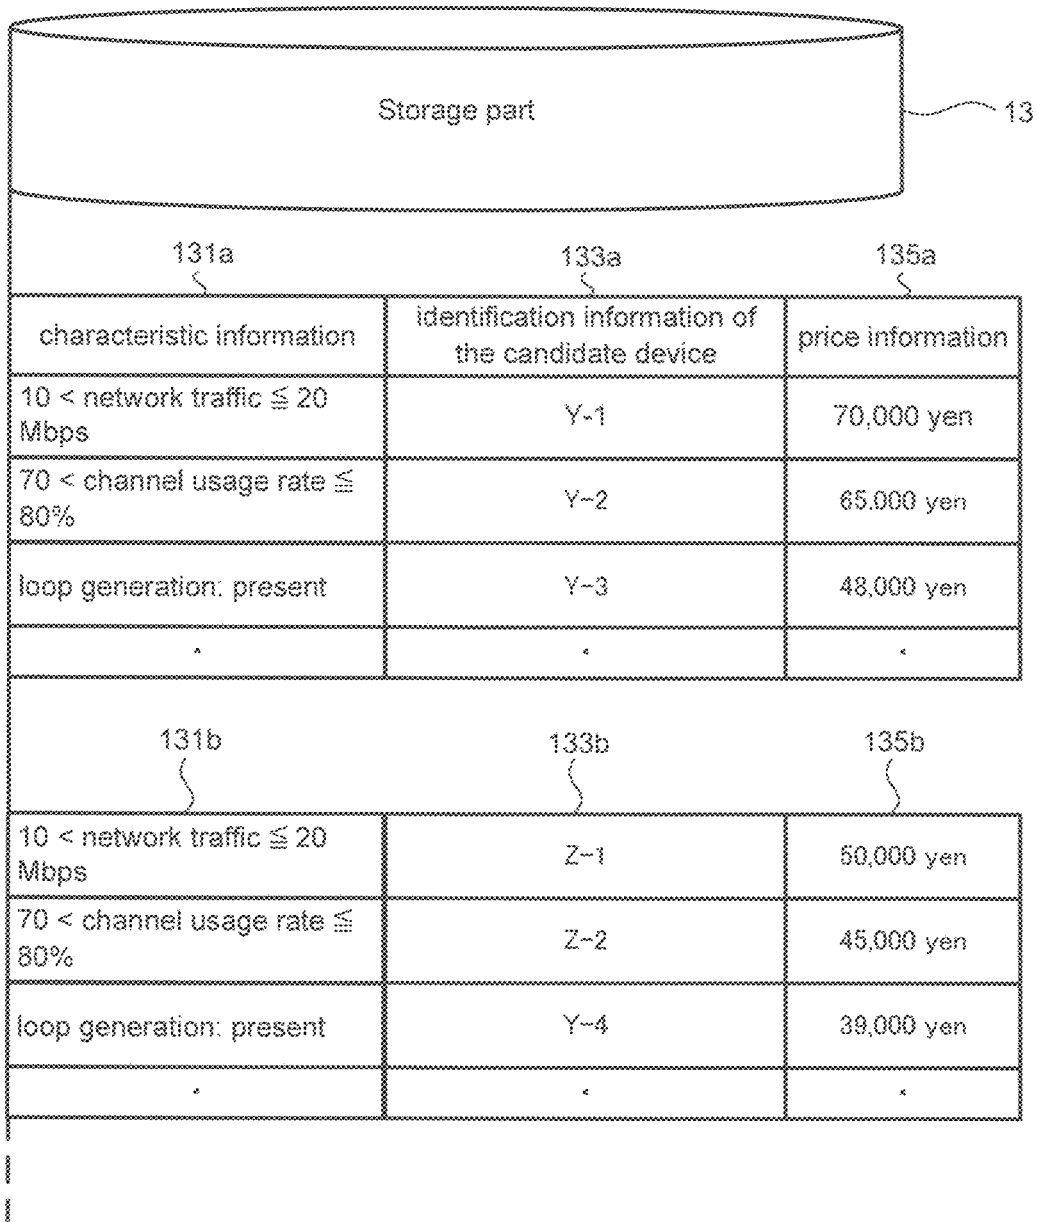 Storage part
13
131a
133a
135a
characteristic information
identification information of
the candidate device
price information
10 < network traffic ≦ 20
Mbps
Y-1
70,000 yen
70 < channel usage rate ≦
80%
Y-2
65,000 yen
loop generation: present
Y-3
48,000 yen
131b
133b
135b
10 < network traffic ≦ 20
Mbps
Z-1
50,000 yen
70 < channel usage rate ≦
80%
Z-2
45,000 yen
loop generation: present
Y-4
39,000 yen